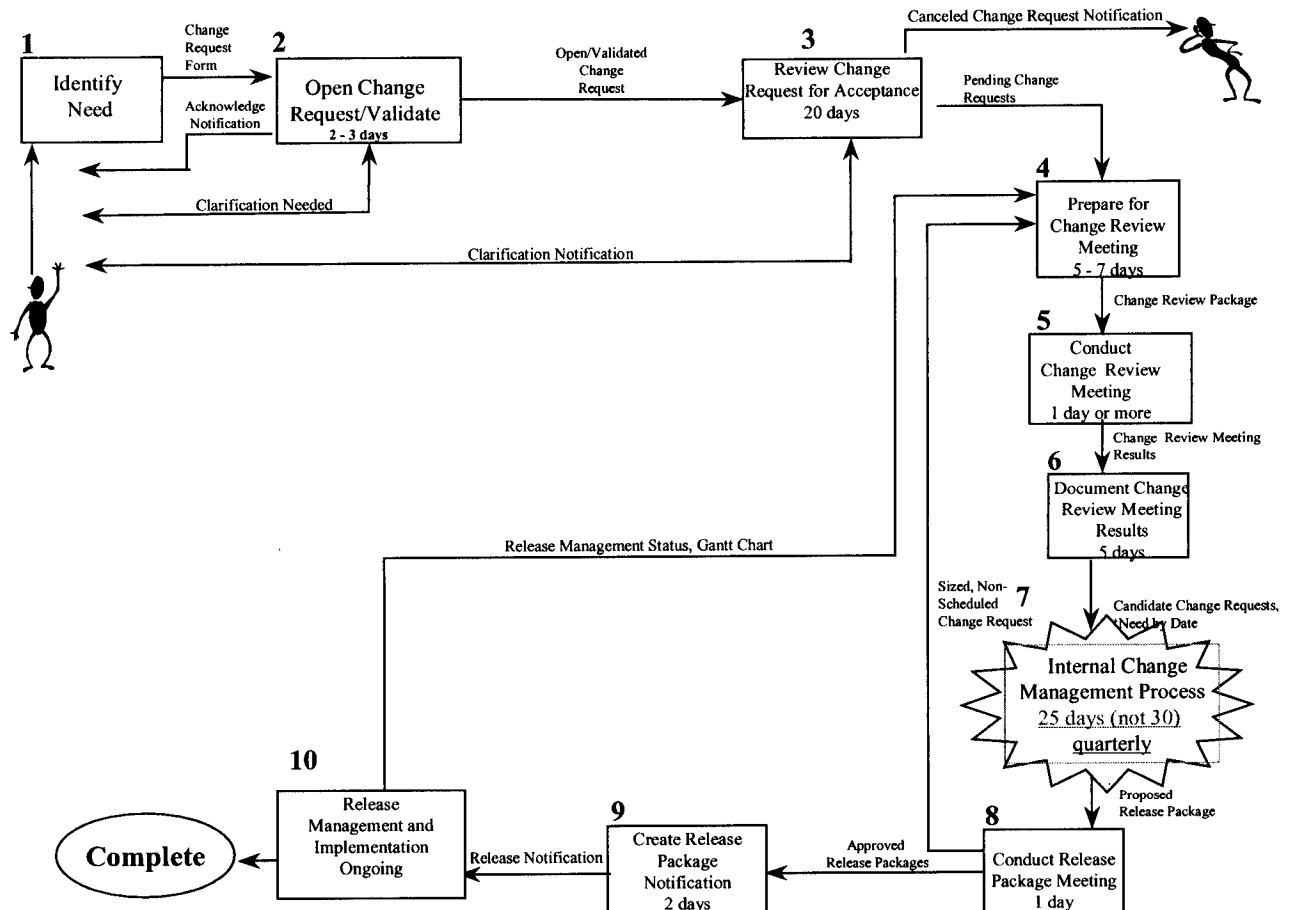 1
Identify
Need
Change
Request
Form
Acknowledge
Notification
2
Open Change
Request/Validate
2 - 3 days
Clarification Needed
Clarification Notification
Open/Validated
Change
Request
3
Review Change
Request for Acceptance
20 days
Canceled Change Request Notification
Pending Change
Requests
4
Prepare for
Change Review
Meeting
5 - 7 days
Change Review Package
5
Conduct
Change Review
Meeting
1 day or more
Change Review Meeting
Results
6
Document Change
Review Meeting
Results
5 days
Release Management Status, Gantt Chart
Sized, Non-
Scheduled
Change Request
7
Candidate Change Requests,
'Need by Date
Internal Change
Management Process
25 days (not 30)
quarterly
Proposed
Release Package
8
Conduct Release
Package Meeting
1 day
Approved
Release Packages
9
Create Release
Package
Notification
2 days
Release Notification
10
Release
Management and
Implementation
Ongoing
Complete